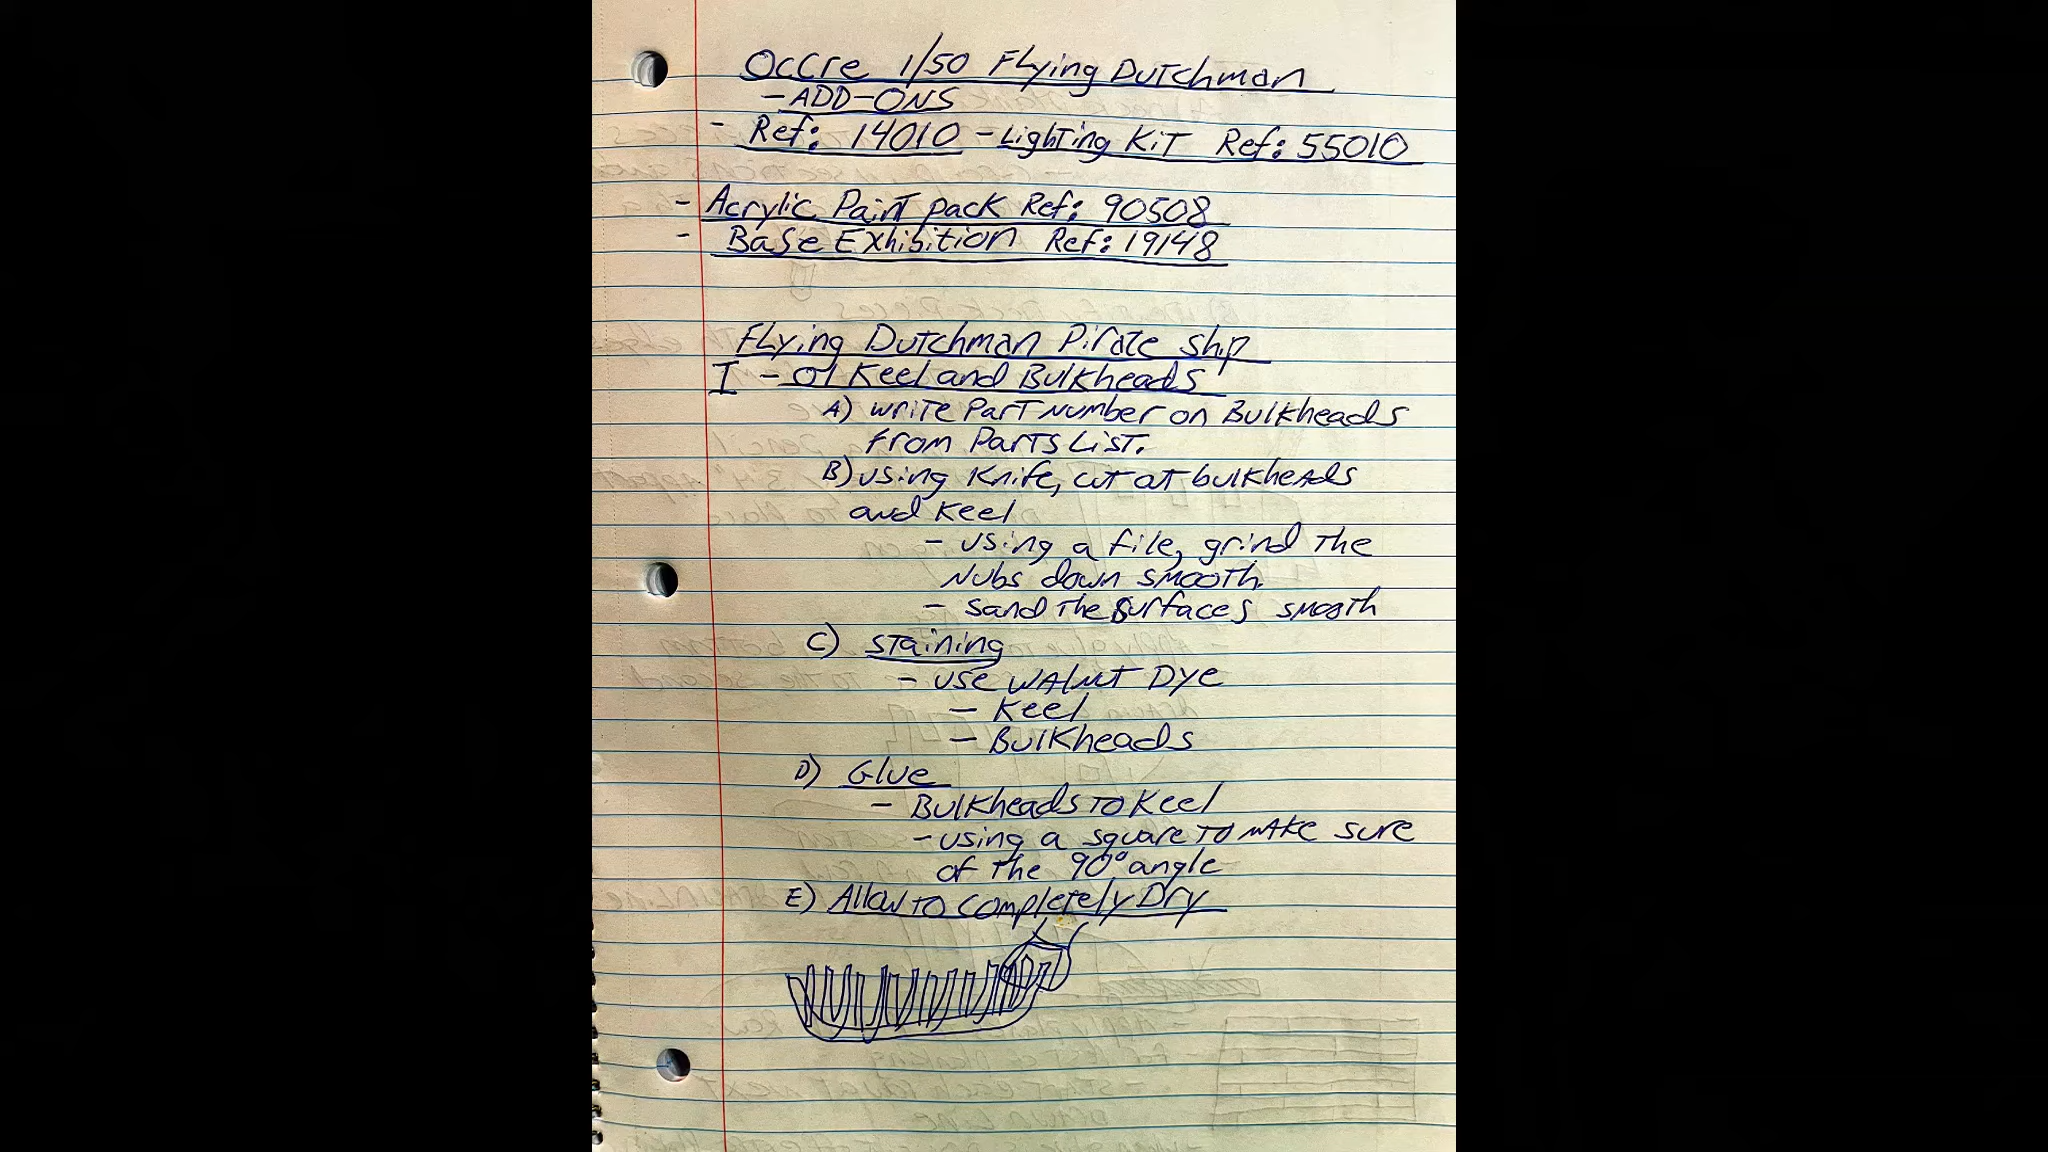 Occre 1/50 Flying Dutchman
- ADD-ONS
- Ref: 14010 - Lighting Kit Ref: 55010
- Acrylic Paint pack Ref: 90508
- Base Exhibition Ref: 19148
Flying Dutchman Pirate ship
I - 01 Keel and Bulkheads
A) write Part Number on Bulkheads
from Parts List.
B) using Knife, cut at bulkheads
and Keel
- using a file, grind the
Nubs down smooth.
- sand the surfaces smooth
C) staining
- use walnut Dye
- Keel
- Bulkheads
D) Glue
- Bulkheads to Keel
- using a square to make sure
of the 90° angle
E) Allow to completely Dry